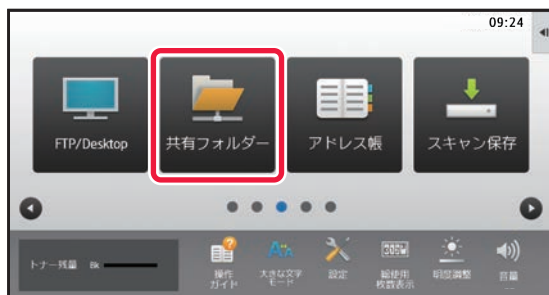 09:24
FTP/Desktop
共有フォルダー
アドレス帳
スキャン保存
トナー残量 Bk
操作
ガイド
大きな文字
モード
設定
総使用
枚数表示
明度調整
音量